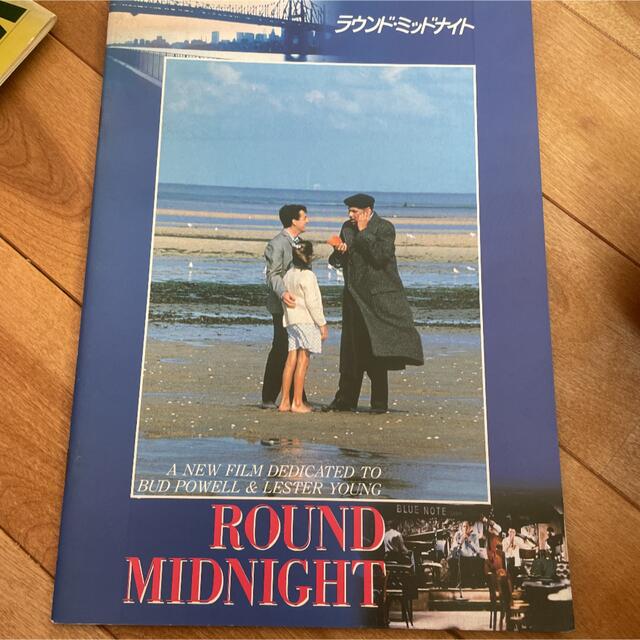 ラウンド・ミッドナイト
A NEW FILM DEDICATED TO
BUD POWELL & LESTER YOUNG
ROUND
MIDNIGHT
BLUE NOTE